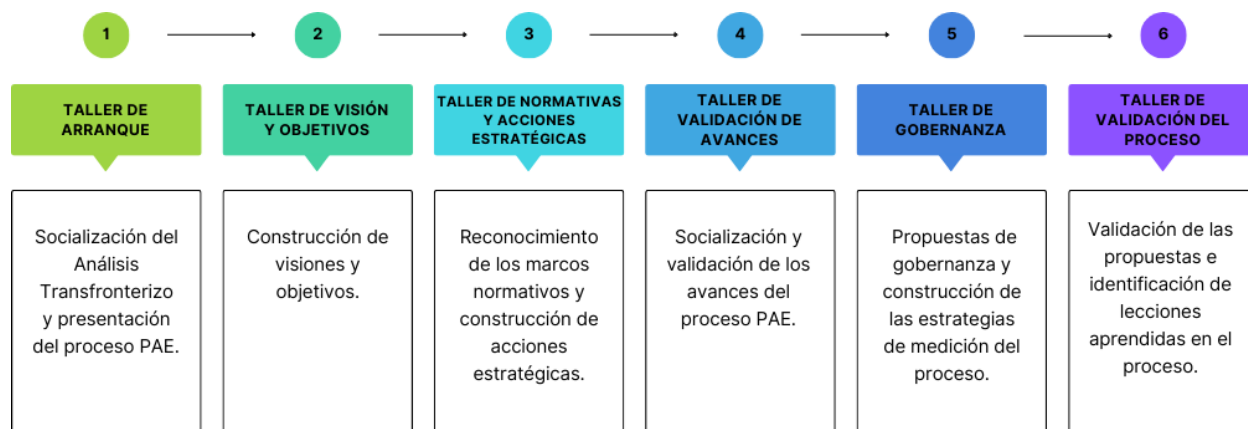 1
2
3
4
5
6
TALLER DE
ARRANQUE
TALLER DE VISIÓN
Y OBJETIVOS
TALLER DE NORMATIVAS
Y ACCIONES
ESTRATÉGICAS
TALLER DE
VALIDACIÓN DE
AVANCES
TALLER DE
GOBERNANZA
TALLER DE
VALIDACIÓN DEL
PROCESO
Socialización del
Análisis
Transfronterizo
y presentación
del proceso PAE.
Construcción de
visiones y
objetivos.
Reconocimiento
de los marcos
normativos y
construcción de
acciones
estratégicas.
Socialización y
validación de los
avances del
proceso PAE.
Propuestas de
gobernanza y
construcción de
las estrategias
de medición del
proceso.
Validación de las
propuestas e
identificación de
lecciones
aprendidas en el
proceso.